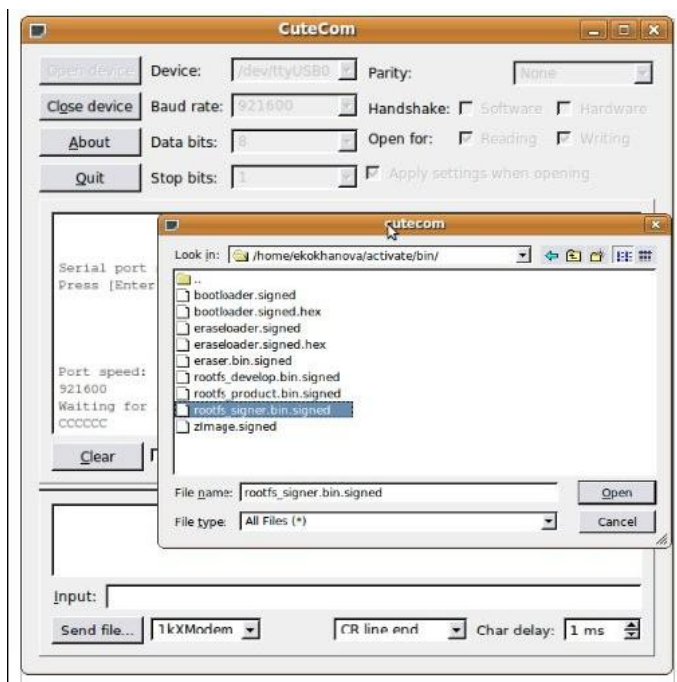 CuteCom
Open device Device: /dev/ttyUSB0 Parity: None
Close device Baud rate: 921600 Handshake: Software Hardware
About Data bits: 8 Open for: Reading Writing
Quit Stop bits: 1 Apply settings when opening
cutecom
Look in: /home/ekokhanova/activate/bin/
..
bootloader.signed
bootloader.signed.hex
eraseloader.signed
eraseloader.signed.hex
eraser.bin.signed
rootfs_develop.bin.signed
rootfs_product.bin.signed
rootfs_signer.bin.signed
zImage.signed
File name: rootfs_signer.bin.signed Open
File type: All Files (*) Cancel
Serial port
Press [Enter
Port speed:
921600
Waiting for
CCCCCC
Clear
Input:
Send file... 1kXModem CR line end Char delay: 1 ms